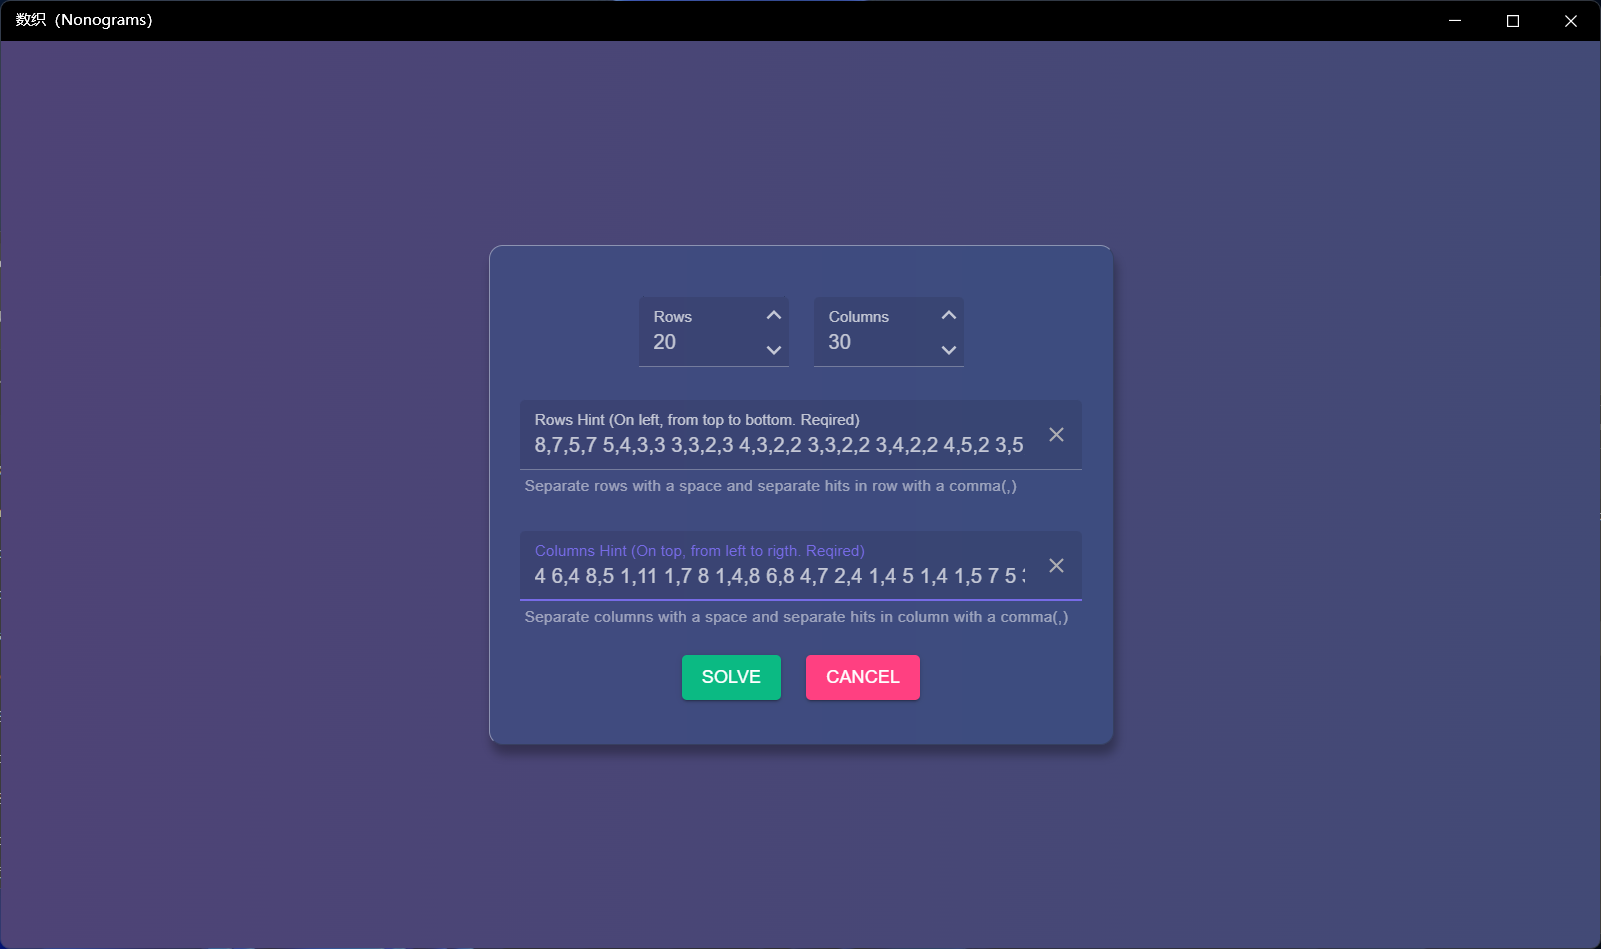 数织（Nonograms）
Rows
20
Columns
30
Rows Hint (On left, from top to bottom. Reqired)
8,7,5,7 5,4,3,3 3,3,2,3 4,3,2,2 3,3,2,2 3,4,2,2 4,5,2 3,5
Separate rows with a space and separate hits in row with a comma(,)
Columns Hint (On top, from left to rigth. Reqired)
4 6,4 8,5 1,11 1,7 8 1,4,8 6,8 4,7 2,4 1,4 5 1,4 1,5 7 5
Separate columns with a space and separate hits in column with a comma(,)
SOLVE
CANCEL